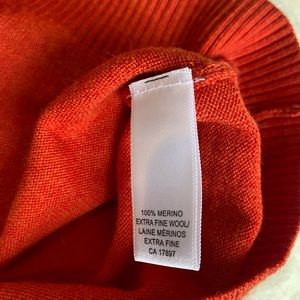 100% MERINO
EXTRA FINE WOOL/
LAINE MÉRINOS
EXTRA FINE
CA 17897